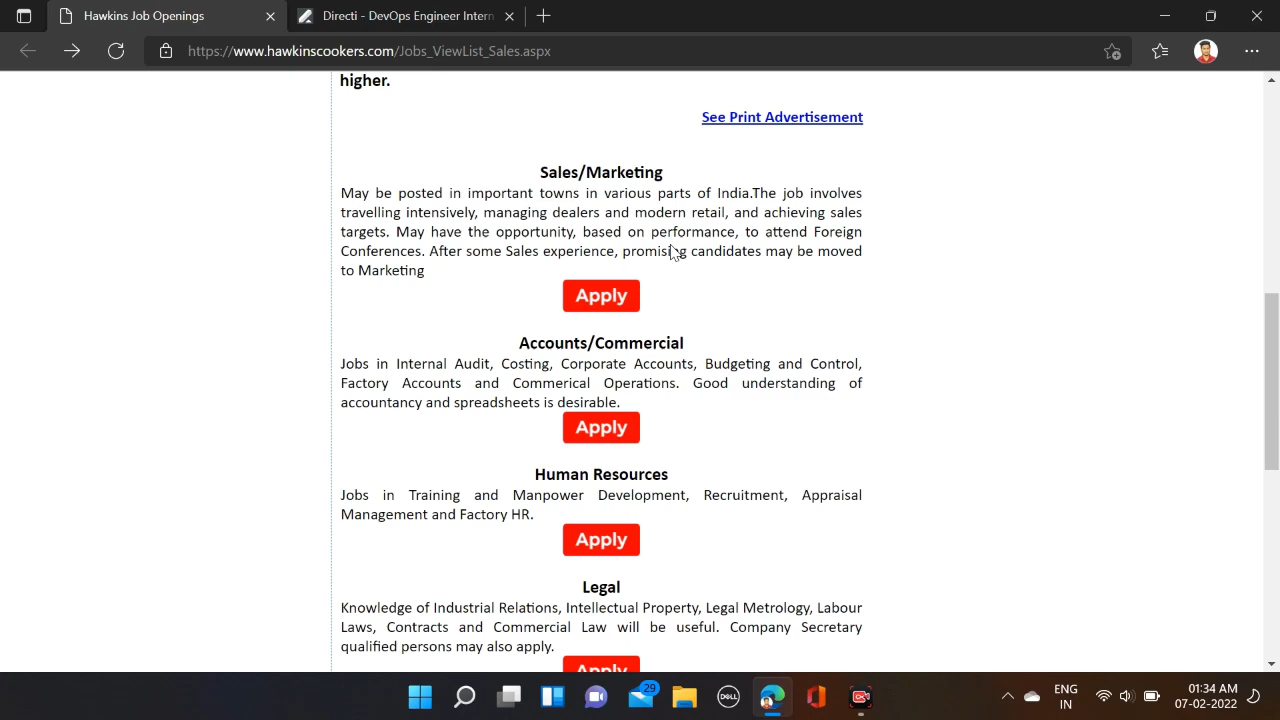 Hawkins Job Openings
Directi - DevOps Engineer Intern
https://www.hawkinscookers.com/Jobs_ViewList_Sales.aspx
higher.
See Print Advertisement
Sales/Marketing
May be posted in important towns in various parts of India.The job involves
travelling intensively, managing dealers and modern retail, and achieving sales
targets. May have the opportunity, based on performance, to attend Foreign
Conferences. After some Sales experience, promising candidates may be moved
to Marketing
Apply
Accounts/Commercial
Jobs in Internal Audit, Costing, Corporate Accounts, Budgeting and Control,
Factory Accounts and Commerical Operations. Good understanding of
accountancy and spreadsheets is desirable.
Apply
Human Resources
Jobs in Training and Manpower Development, Recruitment, Appraisal
Management and Factory HR.
Apply
Legal
Knowledge of Industrial Relations, Intellectual Property, Legal Metrology, Labour
Laws, Contracts and Commercial Law will be useful. Company Secretary
qualified persons may also apply.
Apply
29
DELL
ENG
IN
01:34 AM
07-02-2022